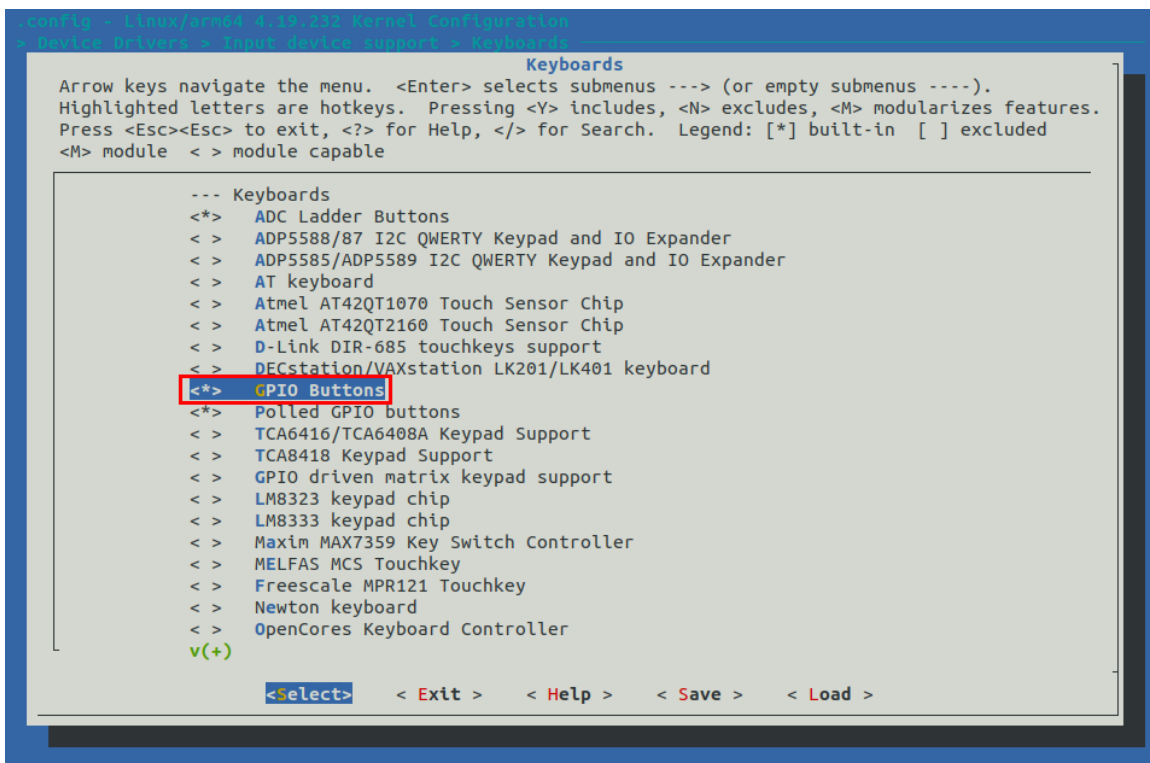 .config - Linux/arm64 4.19.232 Kernel Configuration
> Device Drivers > Input device support > Keyboards
Keyboards
Arrow keys navigate the menu.  <Enter> selects submenus ---> (or empty submenus ----).
Highlighted letters are hotkeys.  Pressing <Y> includes, <N> excludes, <M> modularizes features.
Press <Esc><Esc> to exit, <?> for Help, </> for Search.  Legend: [*] built-in  [ ] excluded
<M> module  < > module capable
--- Keyboards
<*>   ADC Ladder Buttons
< >   ADP5588/87 I2C QWERTY Keypad and IO Expander
< >   ADP5585/ADP5589 I2C QWERTY Keypad and IO Expander
< >   AT keyboard
< >   Atmel AT42QT1070 Touch Sensor Chip
< >   Atmel AT42QT2160 Touch Sensor Chip
< >   D-Link DIR-685 touchkeys support
< >   DECstation/VAXstation LK201/LK401 keyboard
<*>   GPIO Buttons
<*>   Polled GPIO buttons
< >   TCA6416/TCA6408A Keypad Support
< >   TCA8418 Keypad Support
< >   GPIO driven matrix keypad support
< >   LM8323 keypad chip
< >   LM8333 keypad chip
< >   Maxim MAX7359 Key Switch Controller
< >   MELFAS MCS Touchkey
< >   Freescale MPR121 Touchkey
< >   Newton keyboard
< >   OpenCores Keyboard Controller
v(+)
<Select>    < Exit >    < Help >    < Save >    < Load >